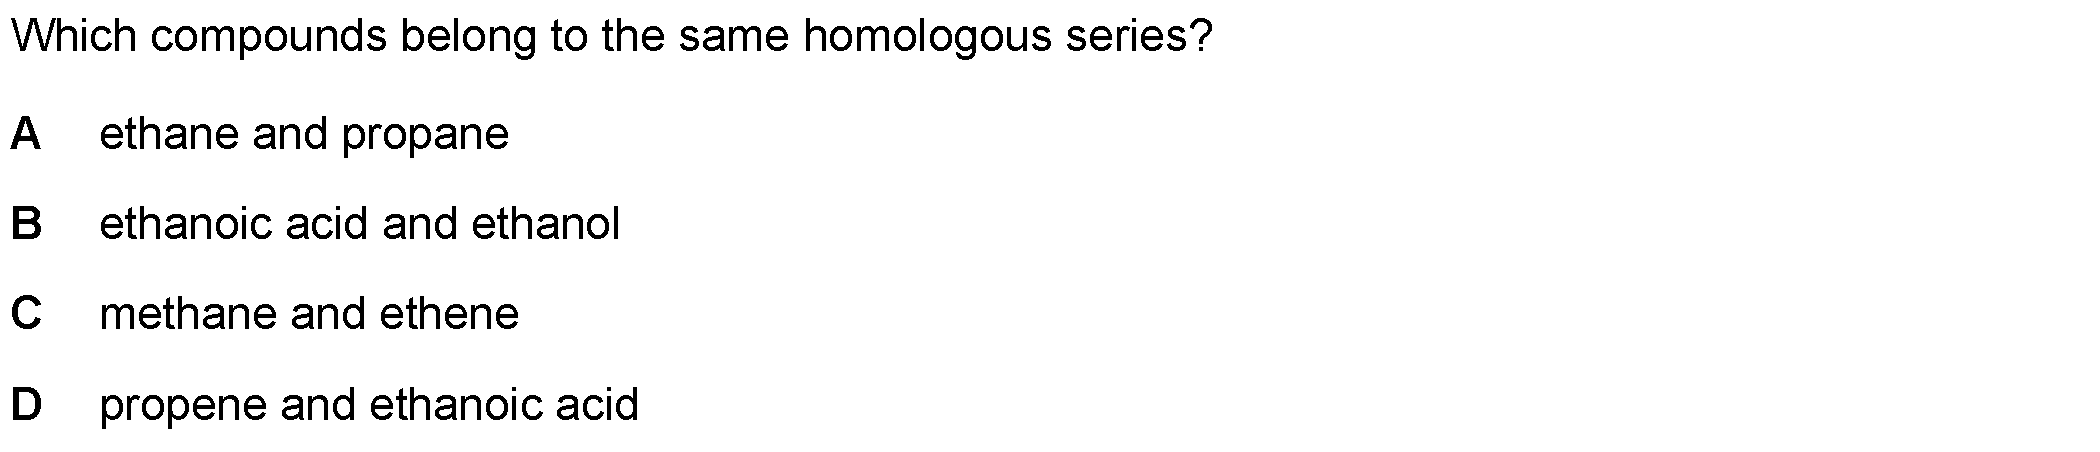 Which compounds belong to the same homologous series?
A ethane and propane
B ethanoic acid and ethanol
C methane and ethene
D propene and ethanoic acid